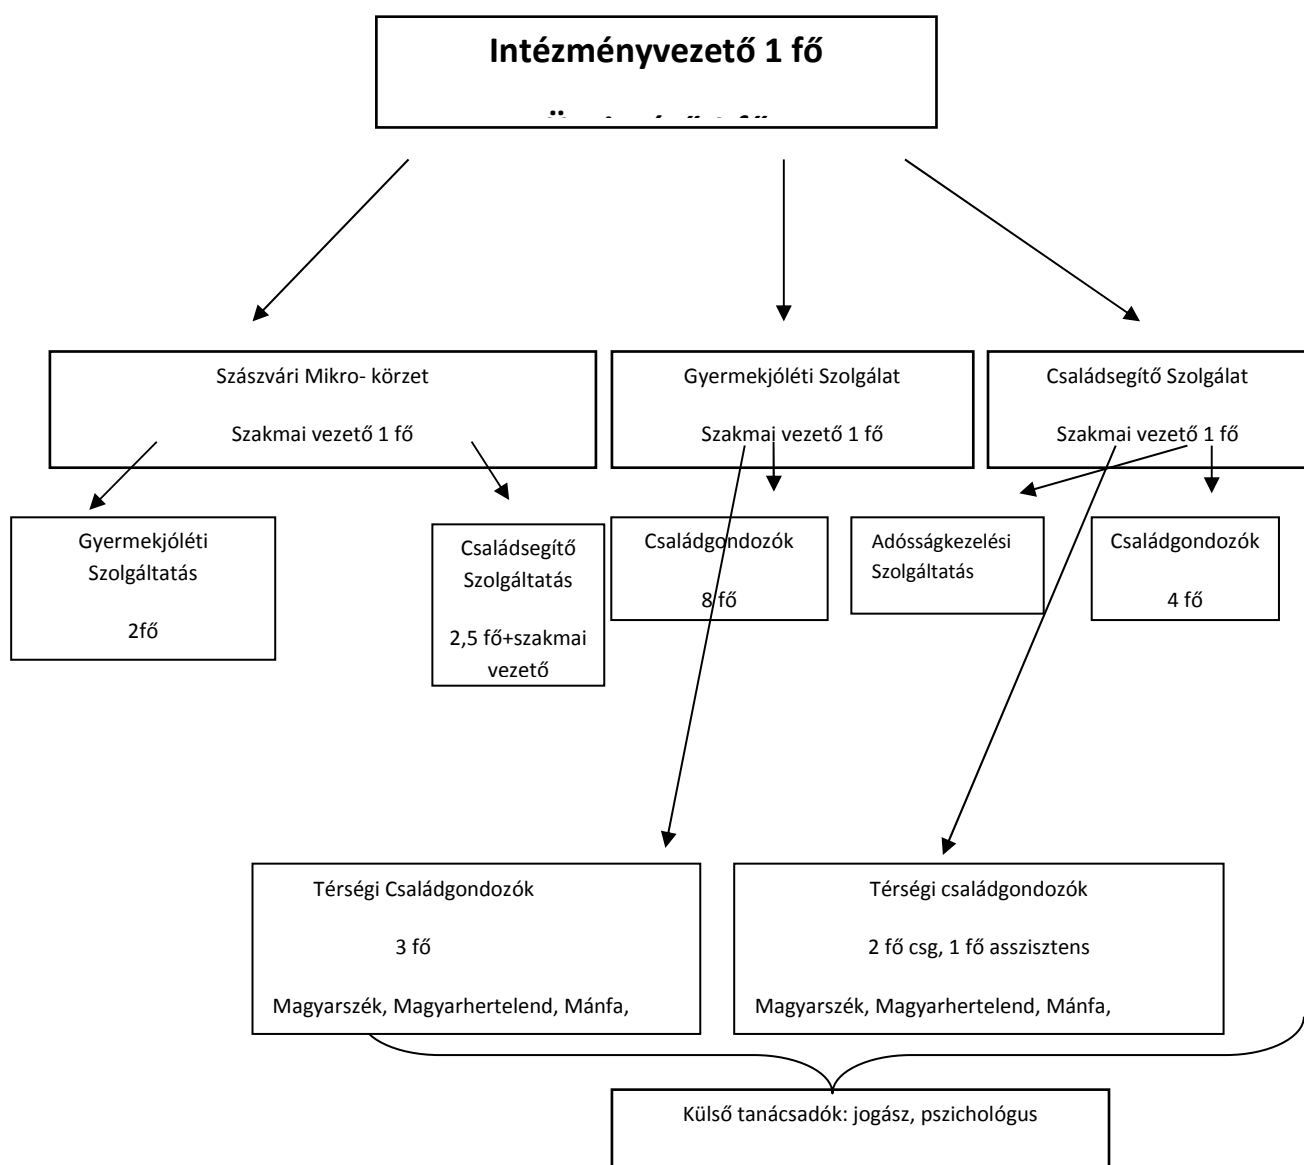 Intézményvezető 1 fő
Szászvári Mikro- körzet
Szakmai vezető 1 fő
Gyermekjóléti Szolgálat
Szakmai vezető 1 fő
Családsegítő Szolgálat
Szakmai vezető 1 fő
Gyermekjóléti
Szolgáltatás
2fő
Családsegítő
Szolgáltatás
2,5 fő+szakmai
vezető
Családgondozók
8 fő
Adósságkezelési
Szolgáltatás
Családgondozók
4 fő
Térségi Családgondozók
3 fő
Magyarszék, Magyarhertelend, Mánfa,
Térségi családgondozók
2 fő csg, 1 fő asszisztens
Magyarszék, Magyarhertelend, Mánfa,
Külső tanácsadók: jogász, pszichológus